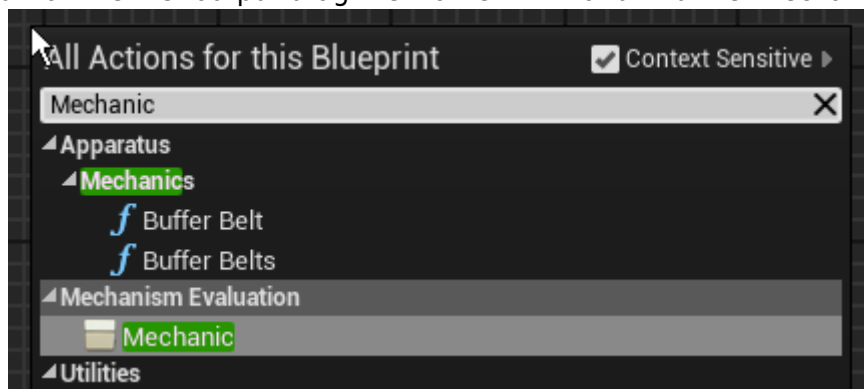 All Actions for this Blueprint Context Sensitive
Mechanic
Apparatus
Mechanics
f Buffer Belt
f Buffer Belts
Mechanism Evaluation
Mechanic
Utilities